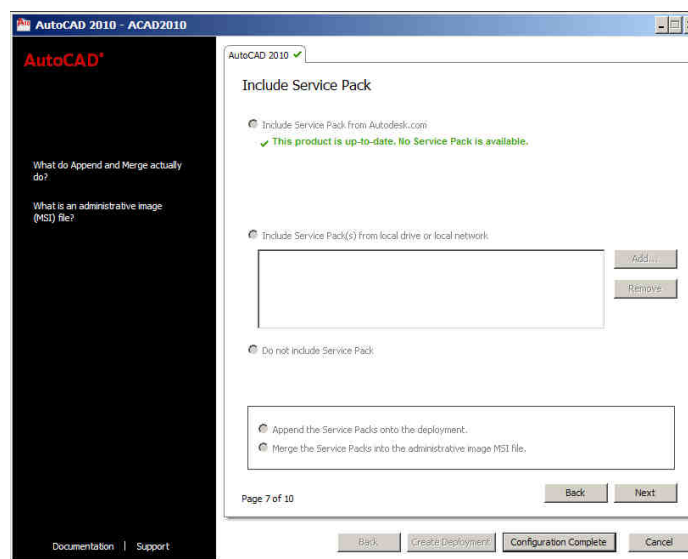 AutoCAD 2010 - ACAD2010
AutoCAD®
What do Append and Merge actually
do?
What is an administrative image
(MSI) file?
Documentation | Support
AutoCAD 2010
Include Service Pack
Include Service Pack from Autodesk.com
This product is up-to-date. No Service Pack is available.
Include Service Pack(s) from local drive or local network
Add...
Remove
Do not include Service Pack
Append the Service Packs onto the deployment.
Merge the Service Packs into the administrative image MSI file.
Page 7 of 10
Back
Next
Back
Create Deployment
Configuration Complete
Cancel